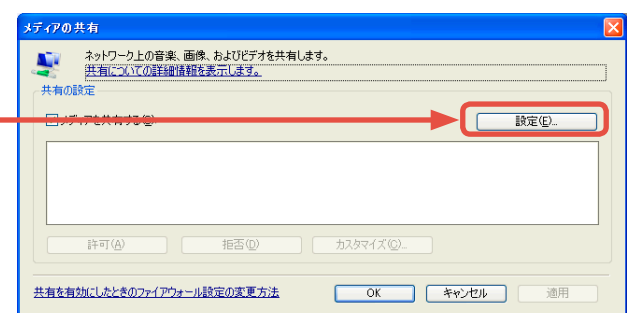 メディアの共有
ネットワーク上の音楽、画像、およびビデオを共有します。
共有についての詳細情報を表示します。
共有の設定
メディアを共有する(S)
設定(E)...
許可(A)
拒否(D)
カスタマイズ(C)...
共有を有効にしたときのファイアウォール設定の変更方法
OK
キャンセル
適用